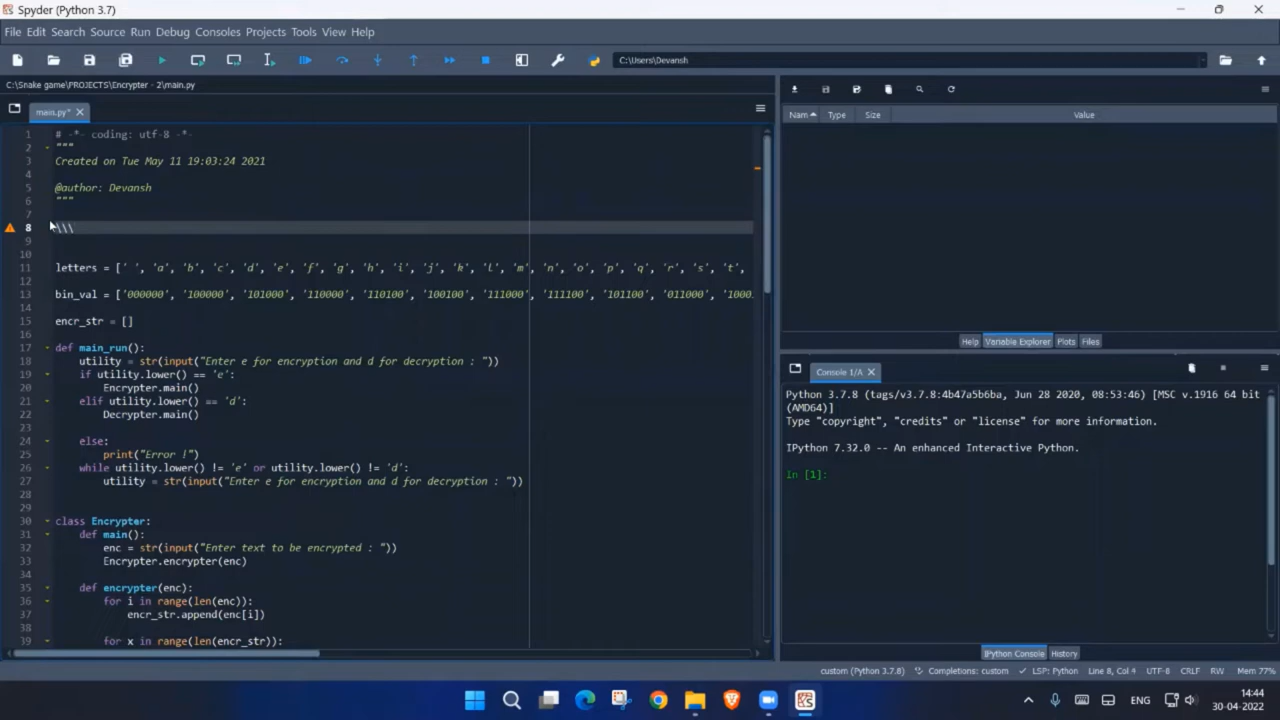 Spyder (Python 3.7)
File Edit Search Source Run Debug Consoles Projects Tools View Help
C:\Users\Devansh
C:\Snake game\PROJECTS\Encrypter - 2\main.py
main.py*
1 # -*- coding: utf-8 -*-
2 """
3 Created on Tue May 11 19:03:24 2021
4
5 @author: Devansh
6 """
7
8 \\\
9
10
11 letters = [' ', 'a', 'b', 'c', 'd', 'e', 'f', 'g', 'h', 'i', 'j', 'k', 'l', 'm', 'n', 'o', 'p', 'q', 'r', 's', 't',
12
13 bin_val = ['000000', '100000', '101000', '110000', '110100', '100100', '111000', '111100', '101100', '011000', '1000
14
15 encr_str = []
16
17 def main_run():
18 utility = str(input("Enter e for encryption and d for decryption : "))
19 if utility.lower() == 'e':
20 Encrypter.main()
21 elif utility.lower() == 'd':
22 Decrypter.main()
23
24 else:
25 print("Error !")
26 while utility.lower() != 'e' or utility.lower() != 'd':
27 utility = str(input("Enter e for encryption and d for decryption : "))
28
29
30 class Encrypter:
31 def main():
32 enc = str(input("Enter text to be encrypted : "))
33 Encrypter.encrypter(enc)
34
35 def encrypter(enc):
36 for i in range(len(enc)):
37 encr_str.append(enc[i])
38
39 for x in range(len(encr_str)):
Nam Type Size Value
Help Variable Explorer Plots Files
Console 1/A
Python 3.7.8 (tags/v3.7.8:4b47a5b6ba, Jun 28 2020, 08:53:46) [MSC v.1916 64 bit
(AMD64)]
Type "copyright", "credits" or "license" for more information.
IPython 7.32.0 -- An enhanced Interactive Python.
In [1]:
IPython Console History
custom (Python 3.7.8) Completions: custom LSP: Python Line 8, Col 4 UTF-8 CRLF RW Mem 77%
ENG
14:44
30-04-2022